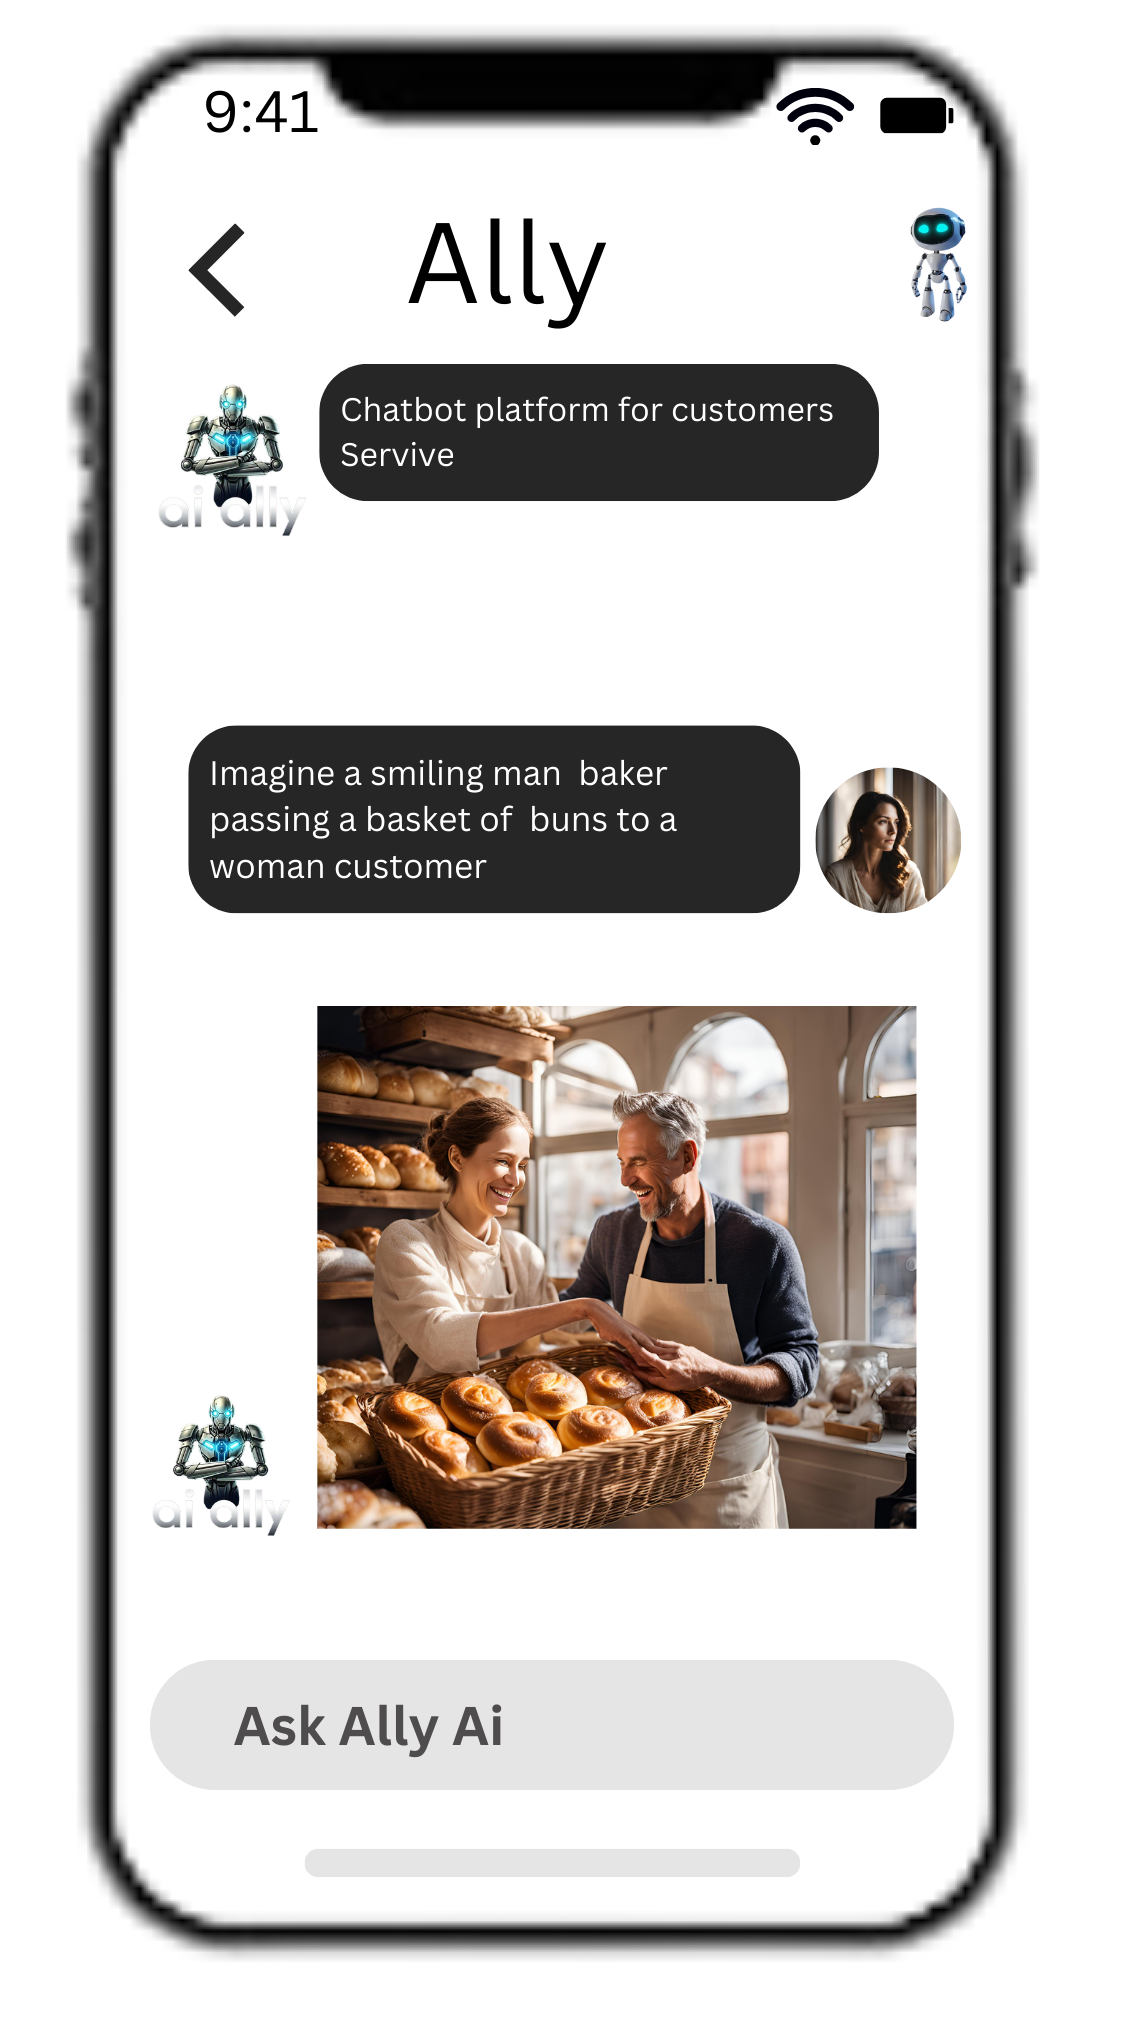 9:41
Ally
Chatbot platform for customers
Servive
ai ally
Imagine a smiling man  baker
passing a basket of  buns to a
woman customer
ai ally
Ask Ally Ai